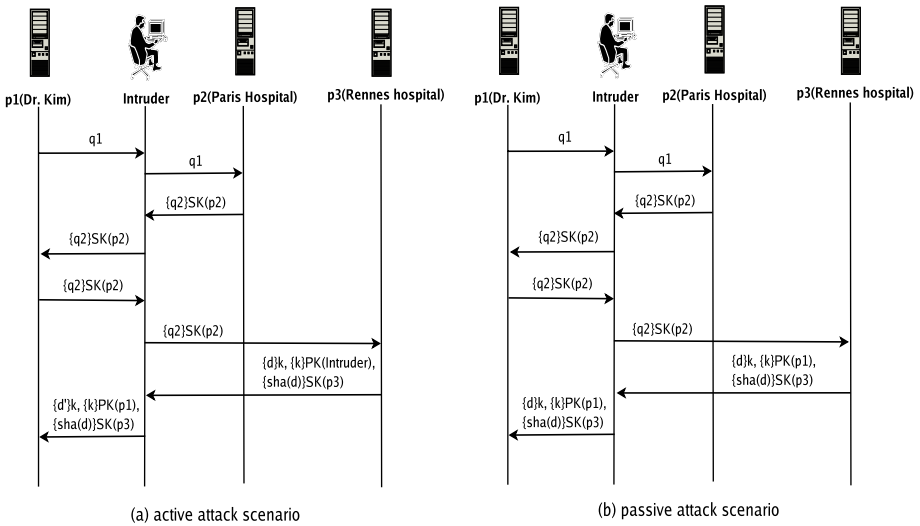 p1(Dr. Kim)
Intruder
p2(Paris Hospital)
p3(Rennes hospital)
q1
q1
{q2}SK(p2)
{q2}SK(p2)
{q2}SK(p2)
{q2}SK(p2)
{d}k, {k}PK(Intruder),
{sha(d)}SK(p3)
{d'}k, {k}PK(p1),
{sha(d)}SK(p3)
(a) active attack scenario
p1(Dr. Kim)
Intruder
p2(Paris Hospital)
p3(Rennes hospital)
q1
q1
{q2}SK(p2)
{q2}SK(p2)
{q2}SK(p2)
{q2}SK(p2)
{d}k, {k}PK(p1),
{sha(d)}SK(p3)
{d}k, {k}PK(p1),
{sha(d)}SK(p3)
(b) passive attack scenario